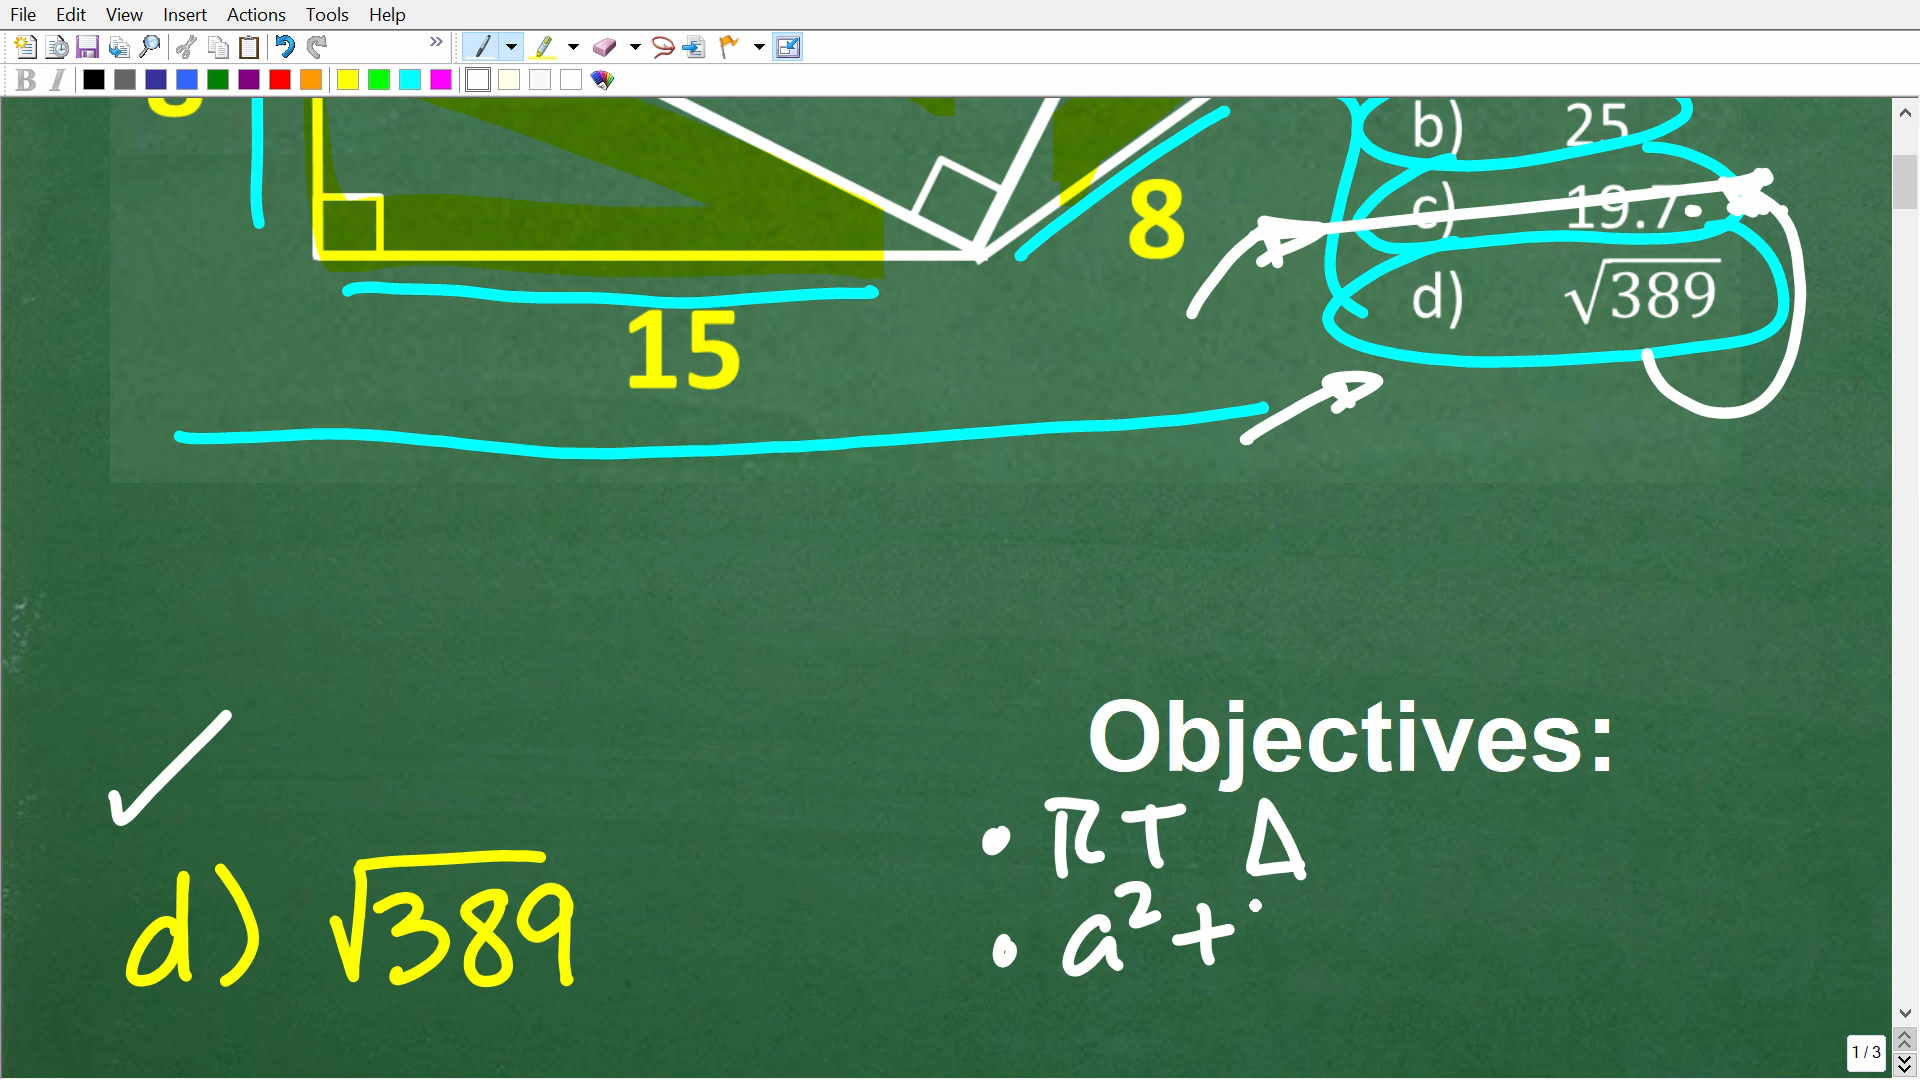 File Edit View Insert Actions Tools Help
B I
b) 25
c) 19.7
8
d) √389
15
Objectives:
• RT Δ
• a²+
d) √389
1 / 3